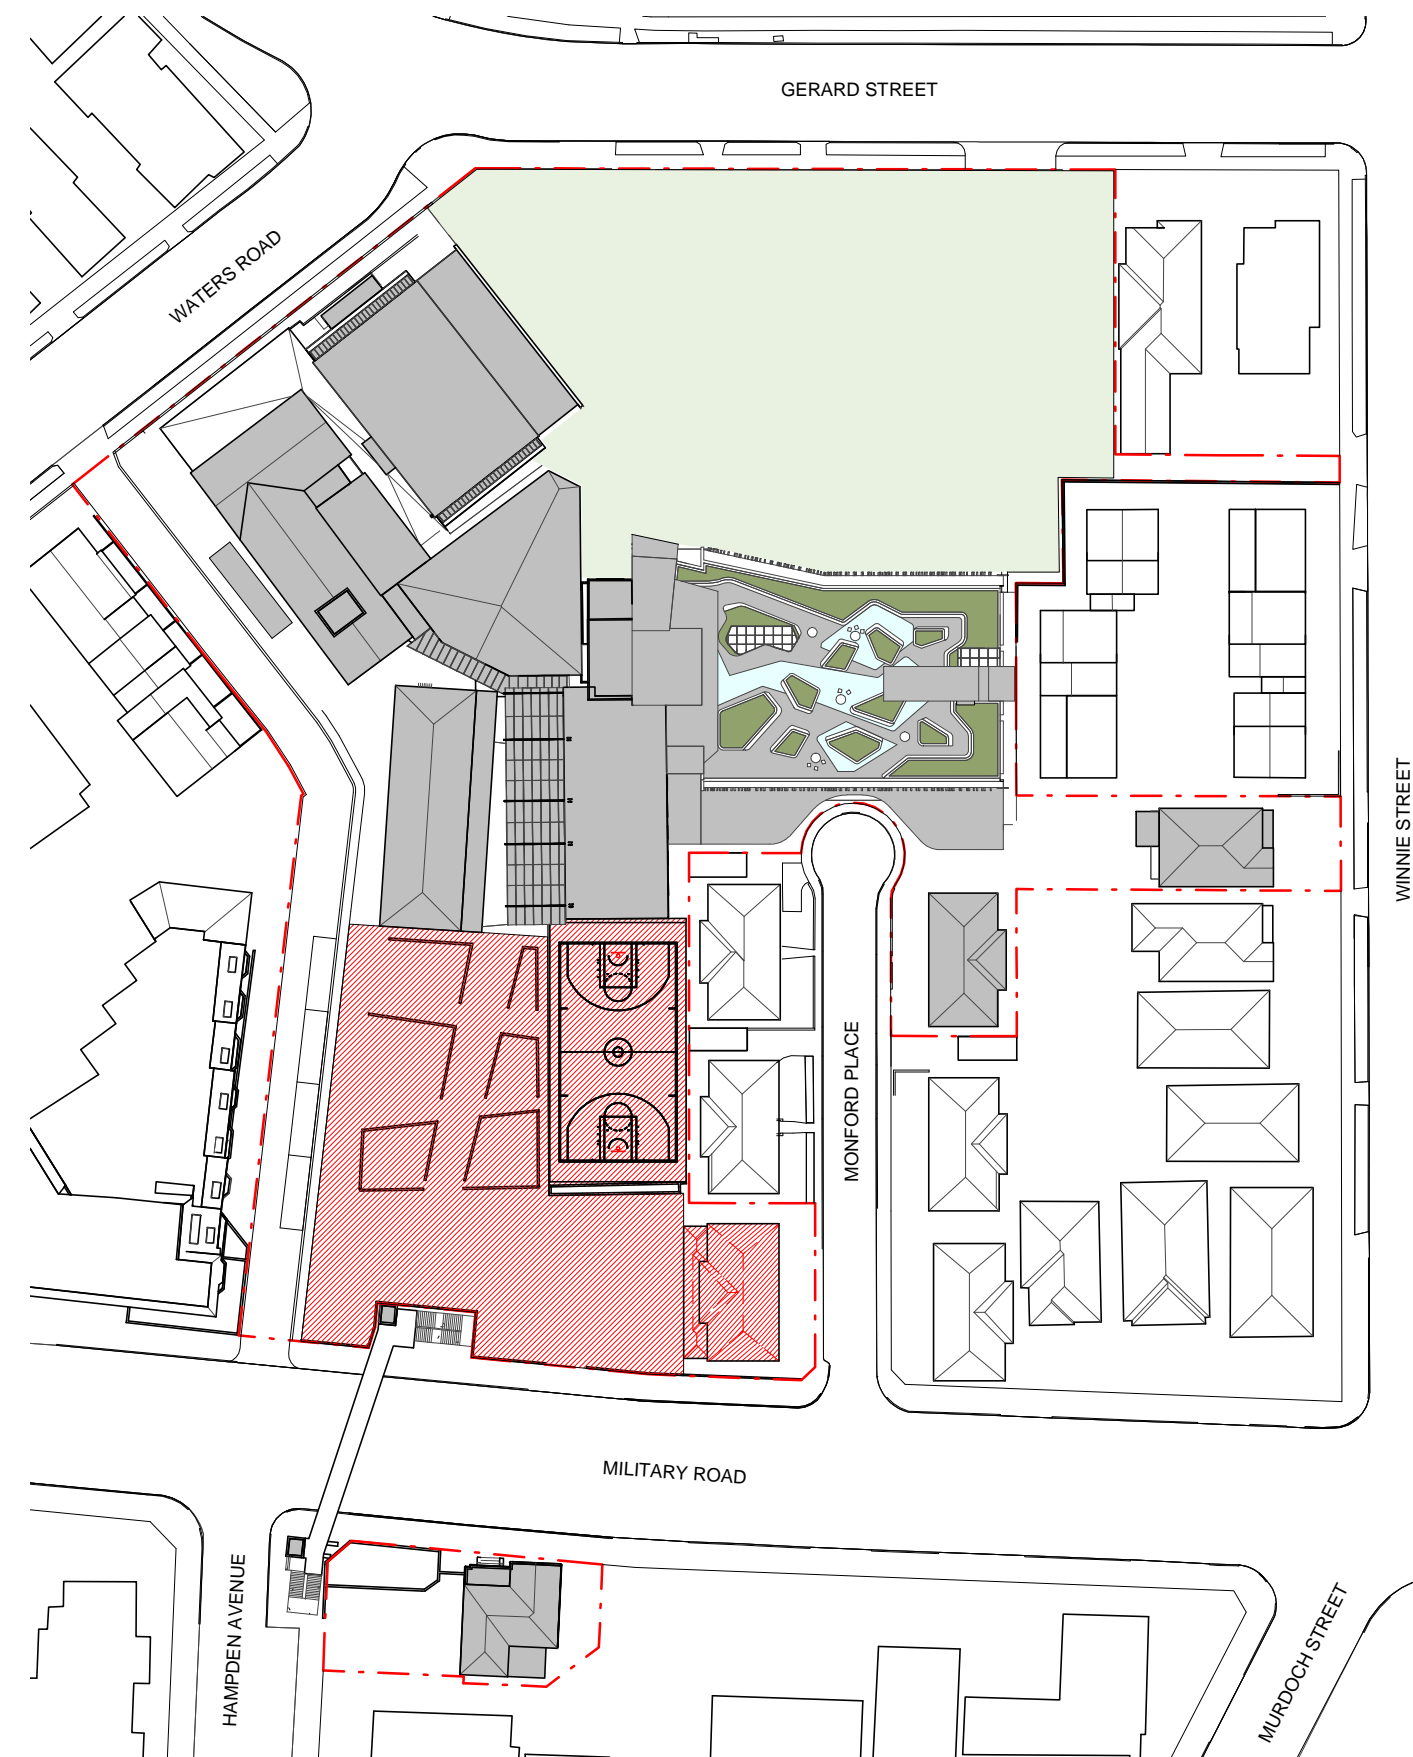 GERARD STREET
WATERS ROAD
WINNIE STREET
MONFORD PLACE
MILITARY ROAD
HAMPDEN AVENUE
MURDOCH STREET